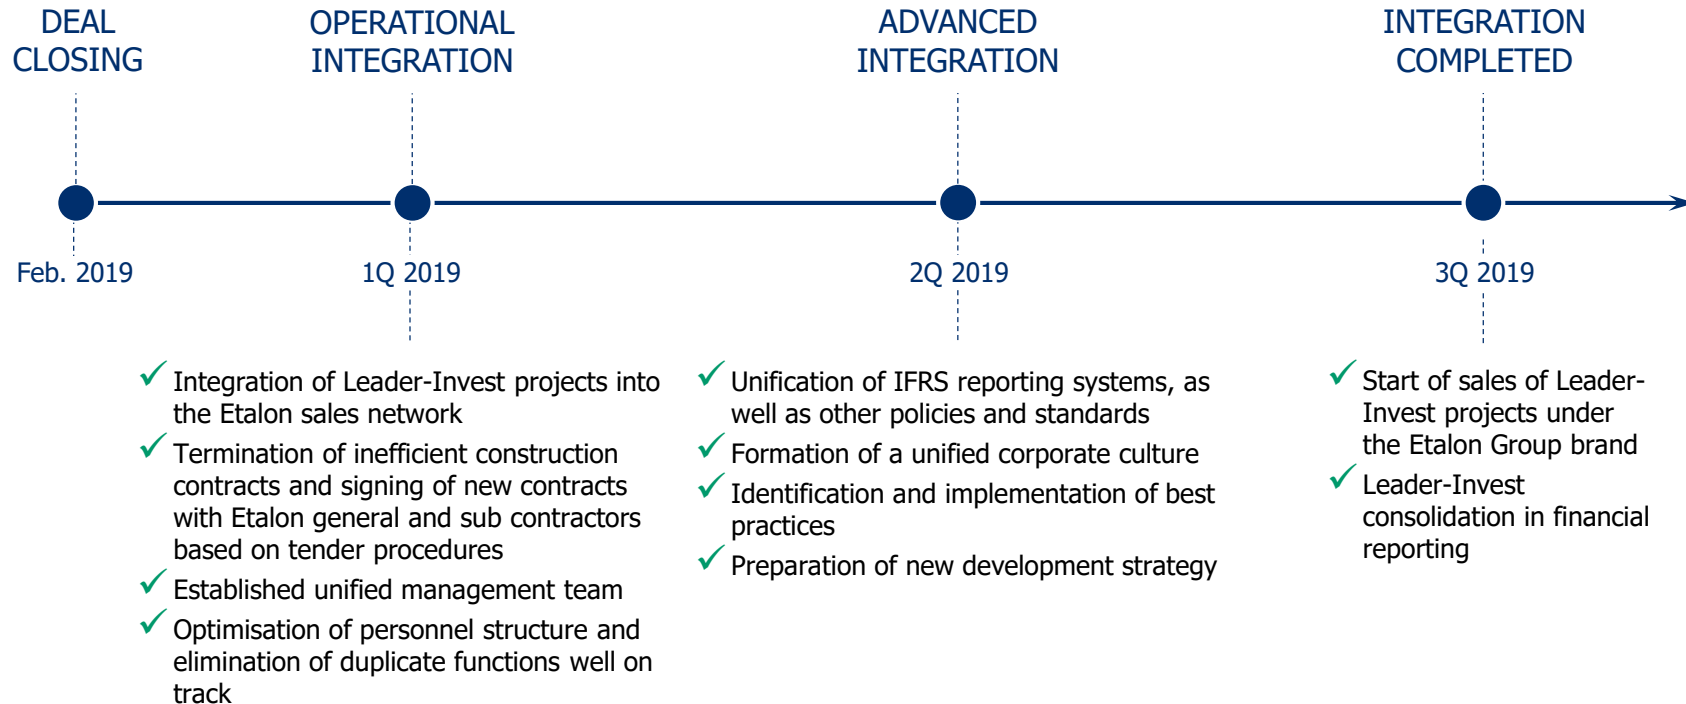 DEAL
CLOSING
OPERATIONAL
INTEGRATION
ADVANCED
INTEGRATION
INTEGRATION
COMPLETED
Feb. 2019
1Q 2019
2Q 2019
3Q 2019
Integration of Leader-Invest projects into
the Etalon sales network
Termination of inefficient construction
contracts and signing of new contracts
with Etalon general and sub contractors
based on tender procedures
Established unified management team
Optimisation of personnel structure and
elimination of duplicate functions well on
track
Unification of IFRS reporting systems, as
well as other policies and standards
Formation of a unified corporate culture
Identification and implementation of best
practices
Preparation of new development strategy
Start of sales of Leader-
Invest projects under
the Etalon Group brand
Leader-Invest
consolidation in financial
reporting